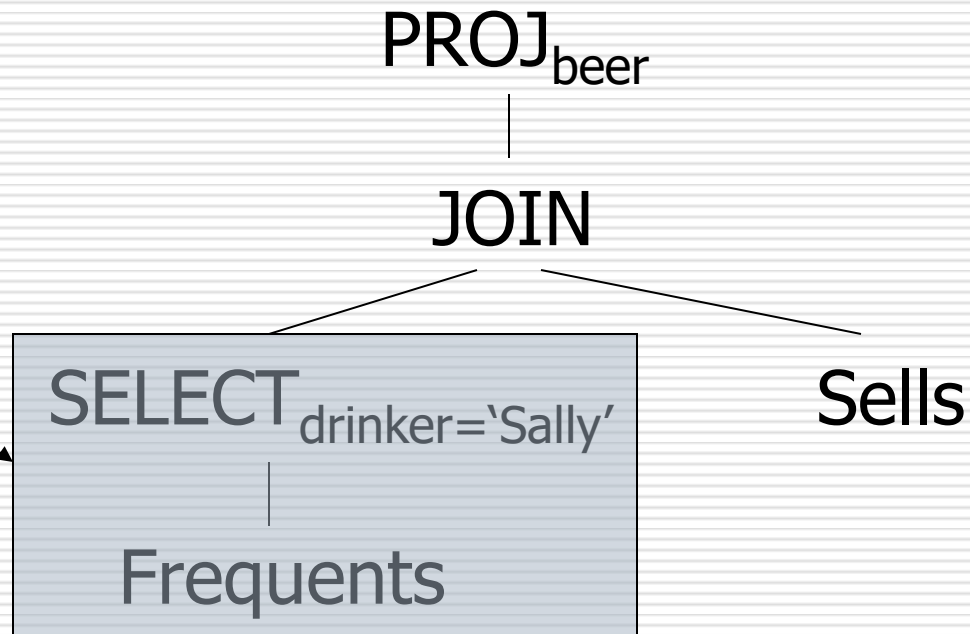 PROJbeer
JOIN
SELECTdrinker=‘Sally’
Sells
Frequents